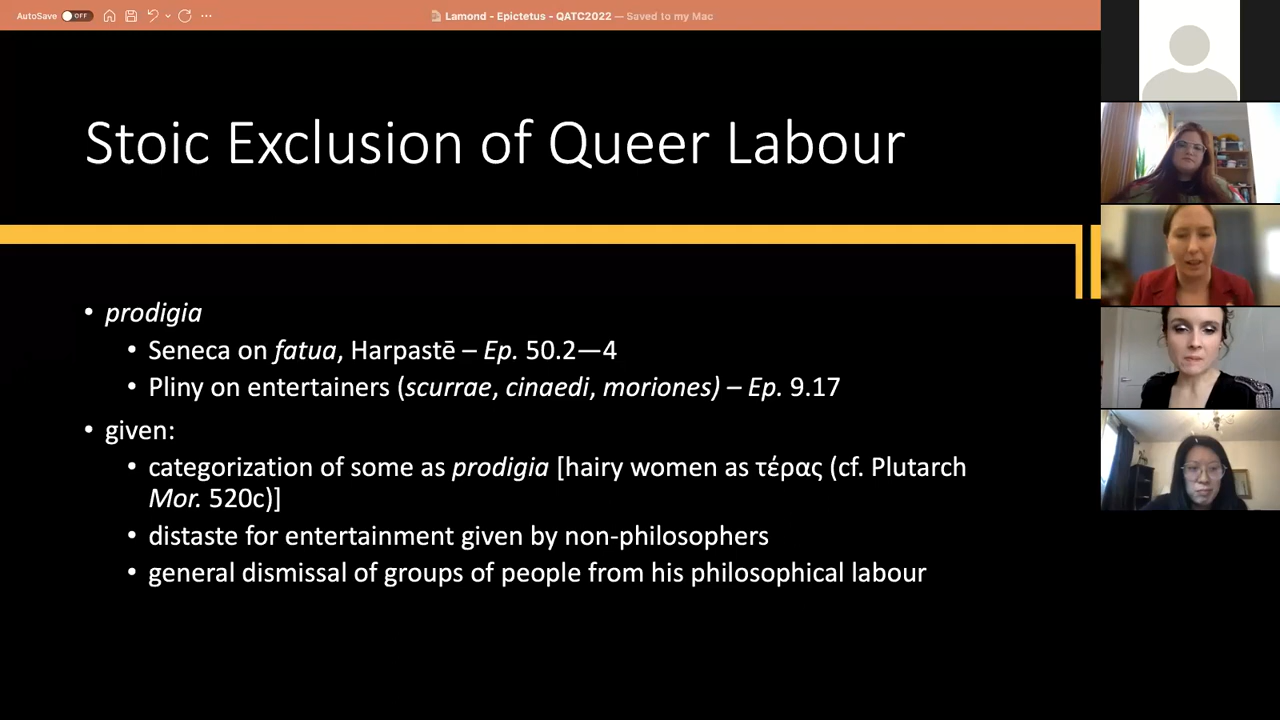 AutoSave OFF
Lamond - Epictetus - QATC2022 — Saved to my Mac
Stoic Exclusion of Queer Labour
• prodigia
• Seneca on fatua, Harpastē – Ep. 50.2—4
• Pliny on entertainers (scurrae, cinaedi, moriones) – Ep. 9.17
• given:
• categorization of some as prodigia [hairy women as τέρας (cf. Plutarch
Mor. 520c)]
• distaste for entertainment given by non-philosophers
• general dismissal of groups of people from his philosophical labour